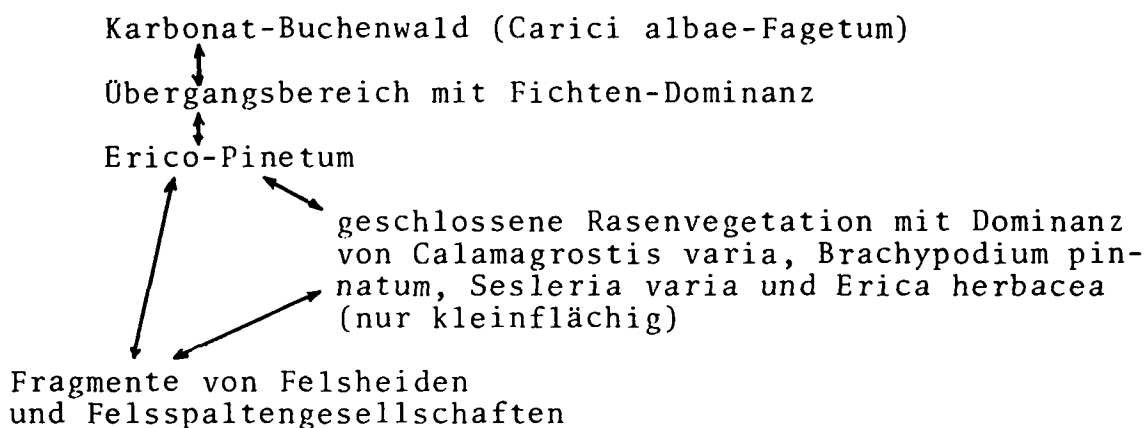 Karbonat-Buchenwald (Carici albae-Fagetum)
Übergangsbereich mit Fichten-Dominanz
Erico-Pinetum
geschlossene Rasenvegetation mit Dominanz
von Calamagrostis varia, Brachypodium pin-
natum, Sesleria varia und Erica herbacea
(nur kleinflächig)
Fragmente von Felsheiden
und Felsspaltengesellschaften